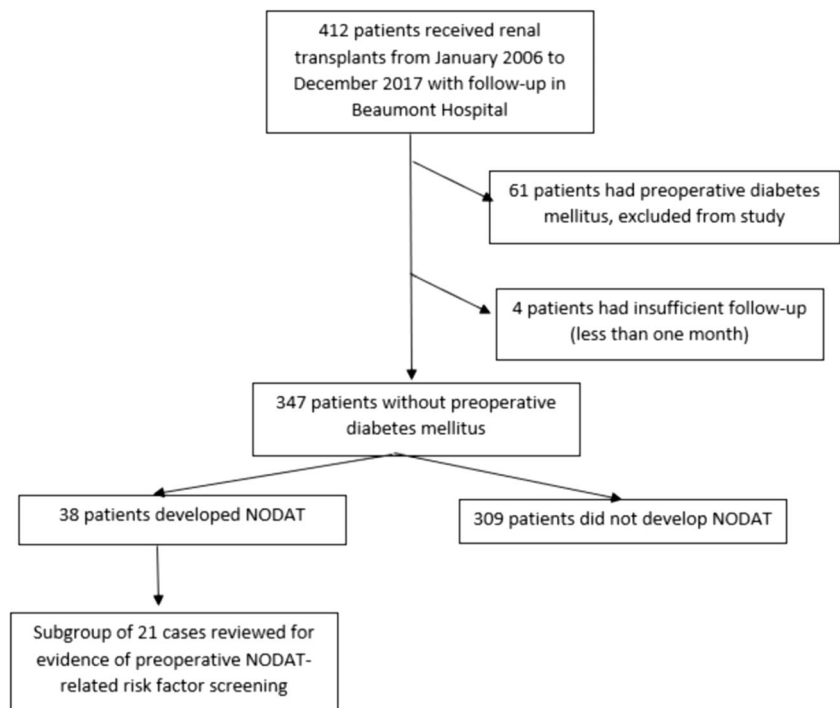 412 patients received renal
transplants from January 2006 to
December 2017 with follow-up in
Beaumont Hospital
61 patients had preoperative diabetes
mellitus, excluded from study
4 patients had insufficient follow-up
(less than one month)
347 patients without preoperative
diabetes mellitus
38 patients developed NODAT
309 patients did not develop NODAT
Subgroup of 21 cases reviewed for
evidence of preoperative NODAT-
related risk factor screening